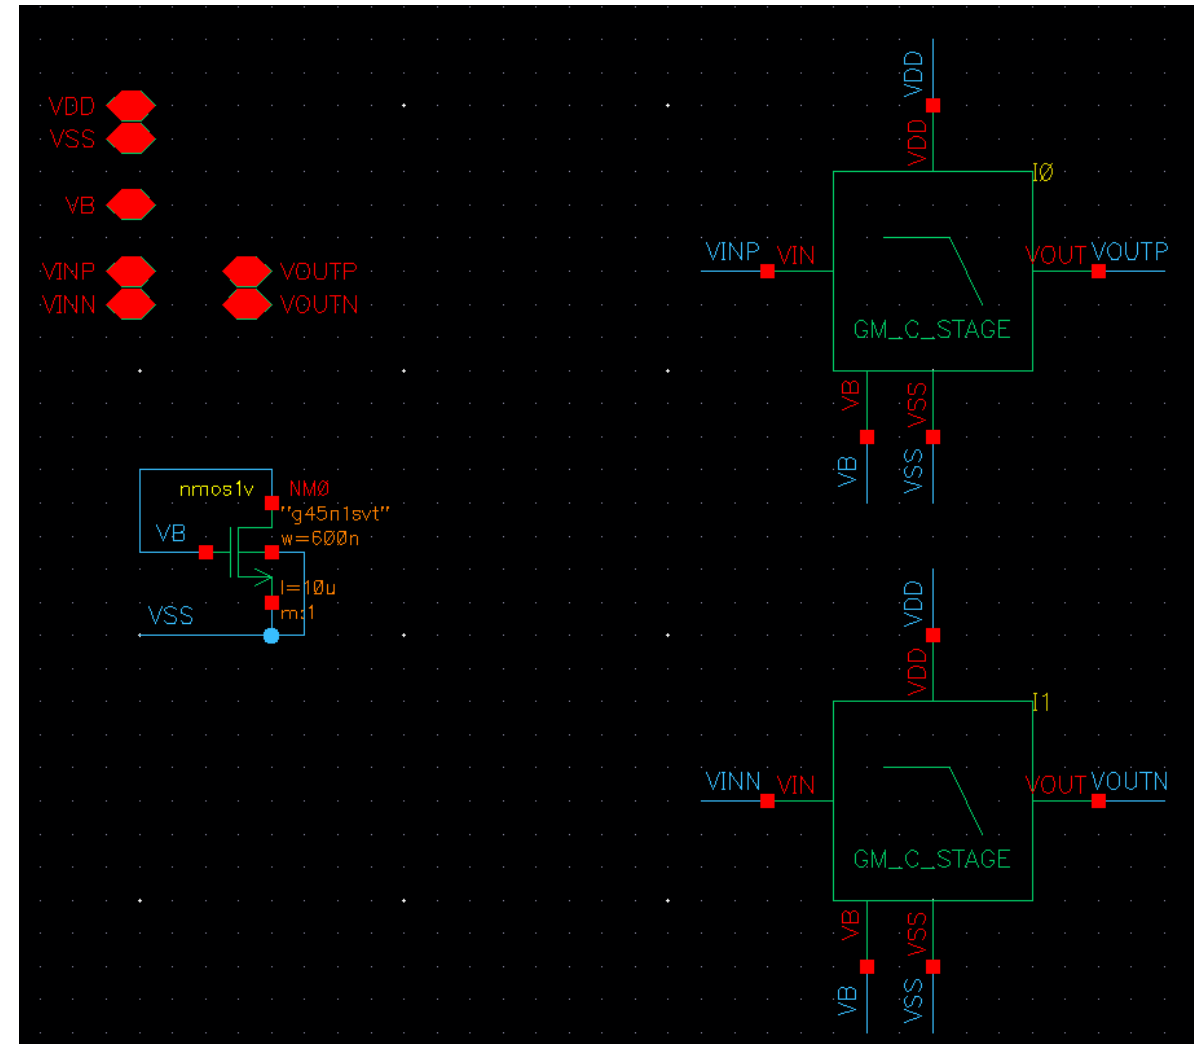 VDD
VSS
VB
VINP
VINN
VOUTP
VOUTN
nmos1v
NM0
"g45n1svt"
w=600n
l=10u
m:1
VB
VSS
VDD
VDD
I0
VINP
VIN
VOUT
VOUTP
GM_C_STAGE
VB
VSS
VB
VSS
VDD
VDD
I1
VINN
VIN
VOUT
VOUTN
GM_C_STAGE
VB
VSS
VB
VSS